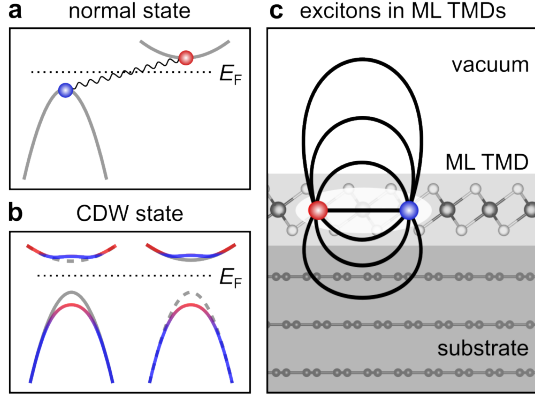 a normal state
E_F
b CDW state
E_F
c excitons in ML TMDs
vacuum
ML TMD
substrate